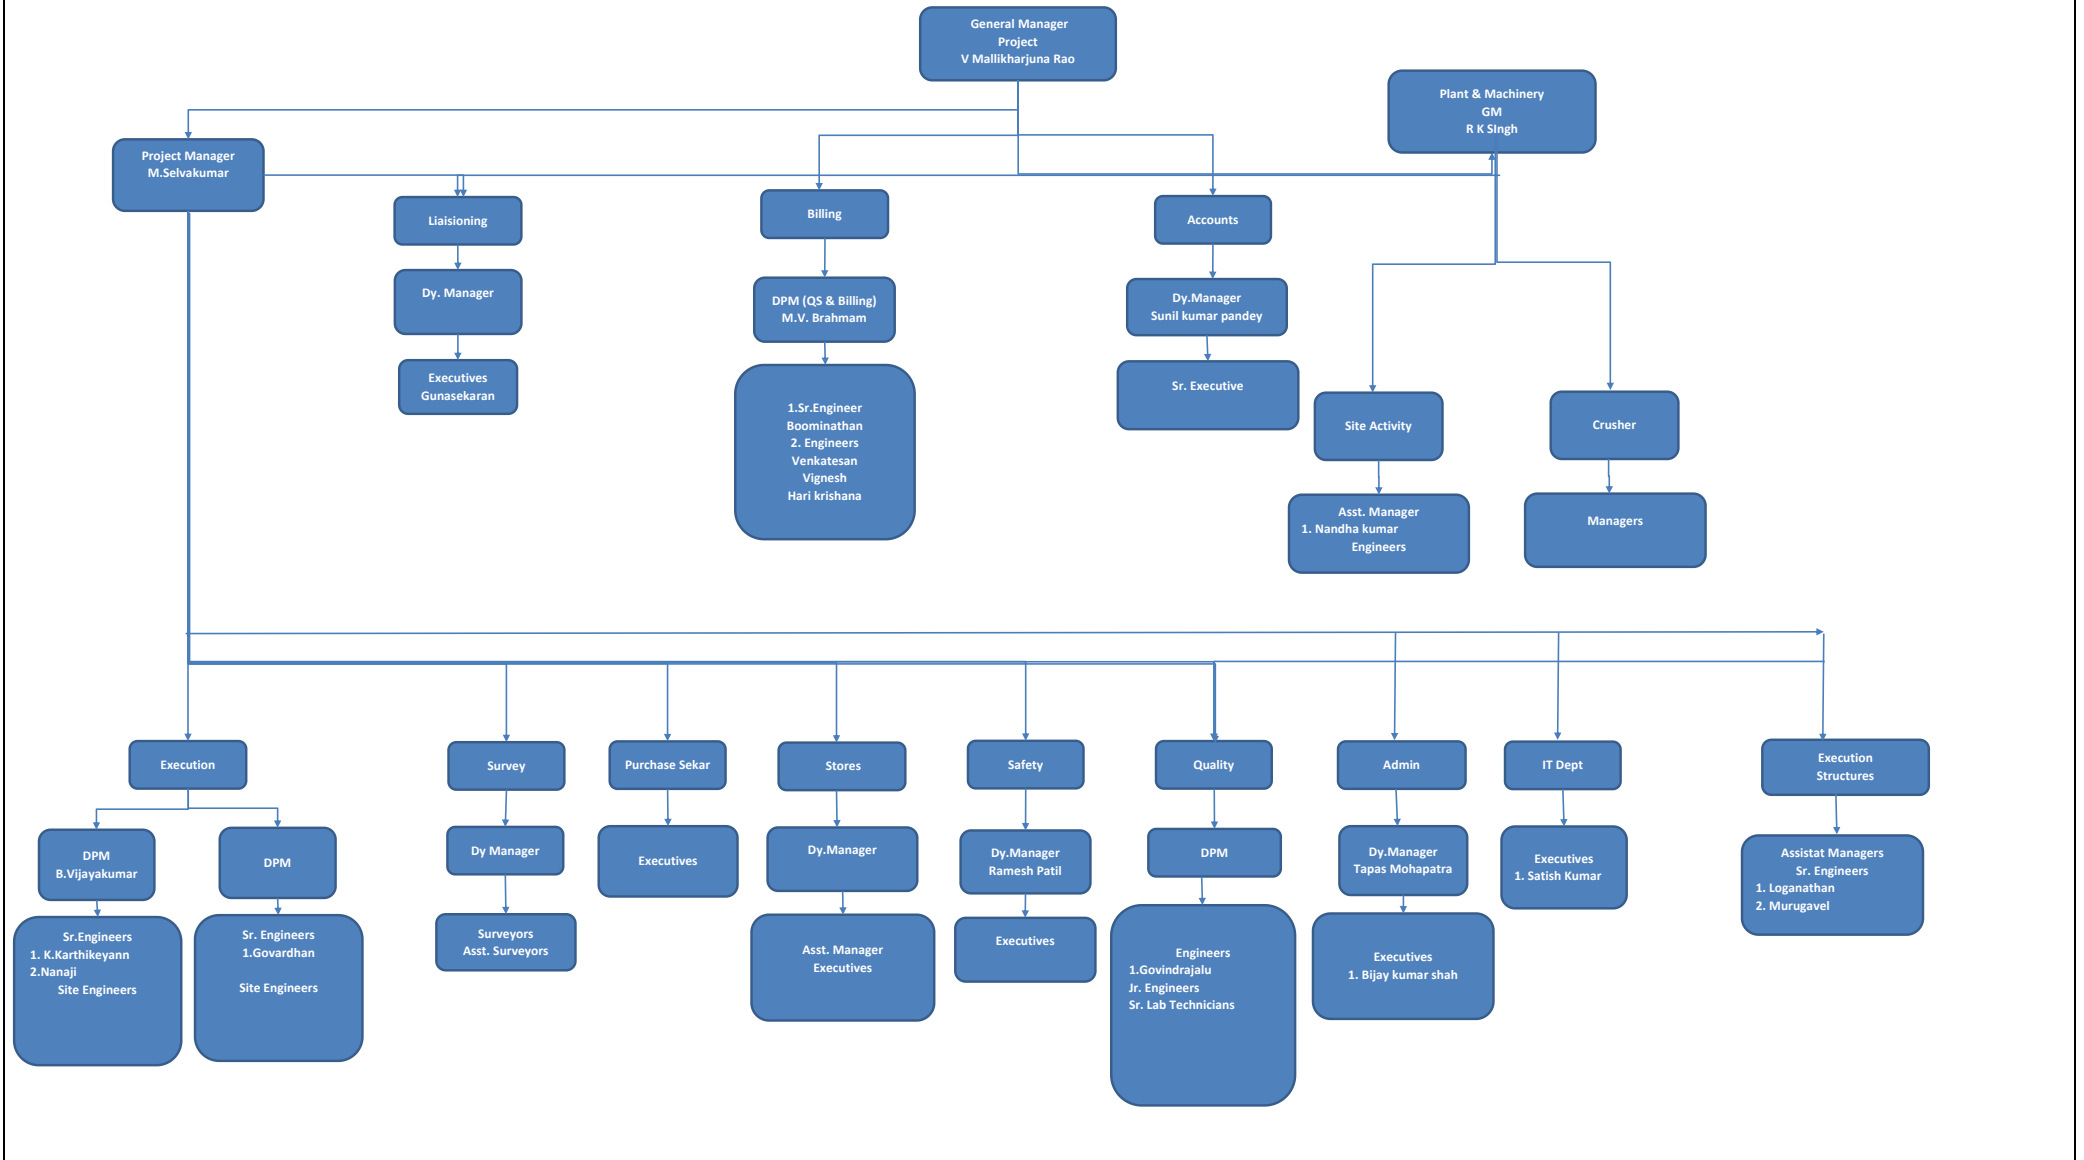 General Manager
Project
V Mallikharjuna Rao
Plant & Machinery
GM
R K SIngh
Project Manager
M.Selvakumar
Liaisioning
Billing
Accounts
Dy. Manager
DPM (QS & Billing)
M.V. Brahmam
Dy.Manager
Sunil kumar pandey
Executives
Gunasekaran
1.Sr.Engineer
Boominathan
2. Engineers
Venkatesan
Vignesh
Hari krishana
Sr. Executive
Site Activity
Crusher
Asst. Manager
1. Nandha kumar
Engineers
Managers
Execution
Survey
Purchase Sekar
Stores
Safety
Quality
Admin
IT Dept
Execution
Structures
DPM
B.Vijayakumar
DPM
Dy Manager
Executives
Dy.Manager
Dy.Manager
Ramesh Patil
DPM
Dy.Manager
Tapas Mohapatra
Executives
1. Satish Kumar
Assistat Managers
Sr. Engineers
1. Loganathan
2. Murugavel
Sr.Engineers
1. K.Karthikeyann
2.Nanaji
Site Engineers
Sr. Engineers
1.Govardhan
Site Engineers
Surveyors
Asst. Surveyors
Asst. Manager
Executives
Executives
Engineers
1.Govindrajalu
Jr. Engineers
Sr. Lab Technicians
Executives
1. Bijay kumar shah